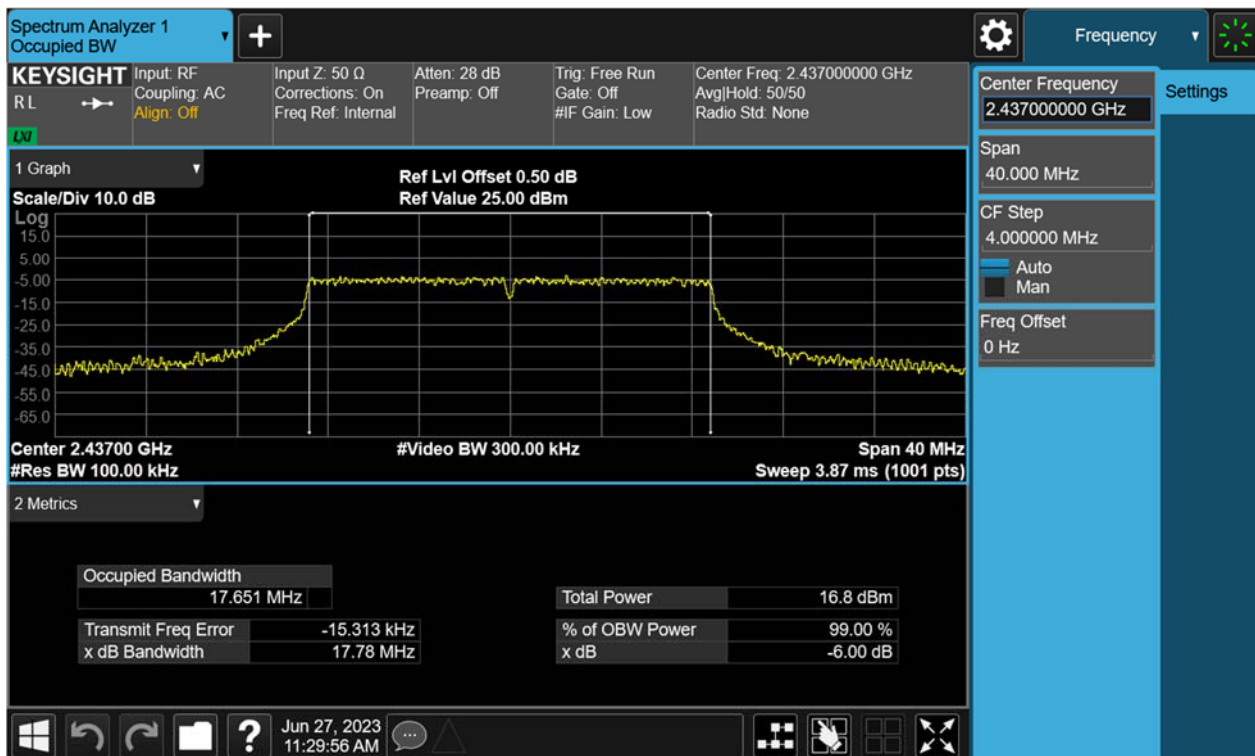 Spectrum Analyzer 1
Occupied BW
Frequency
KEYSIGHT
R L
LXI
Input: RF
Coupling: AC
Align: Off
Input Z: 50 Ω
Corrections: On
Freq Ref: Internal
Atten: 28 dB
Preamp: Off
Trig: Free Run
Gate: Off
#IF Gain: Low
Center Freq: 2.437000000 GHz
Avg|Hold: 50/50
Radio Std: None
Center Frequency
2.437000000 GHz
Settings
Span
40.000 MHz
CF Step
4.000000 MHz
Auto
Man
Freq Offset
0 Hz
1 Graph
Scale/Div 10.0 dB
Ref Lvl Offset 0.50 dB
Ref Value 25.00 dBm
Log
15.0
5.00
-5.00
-15.0
-25.0
-35.0
-45.0
-55.0
-65.0
Center 2.43700 GHz
#Video BW 300.00 kHz
Span 40 MHz
#Res BW 100.00 kHz
Sweep 3.87 ms (1001 pts)
2 Metrics
Occupied Bandwidth
17.651 MHz
Total Power 16.8 dBm
Transmit Freq Error -15.313 kHz
% of OBW Power 99.00 %
x dB Bandwidth 17.78 MHz
x dB -6.00 dB
Jun 27, 2023
11:29:56 AM